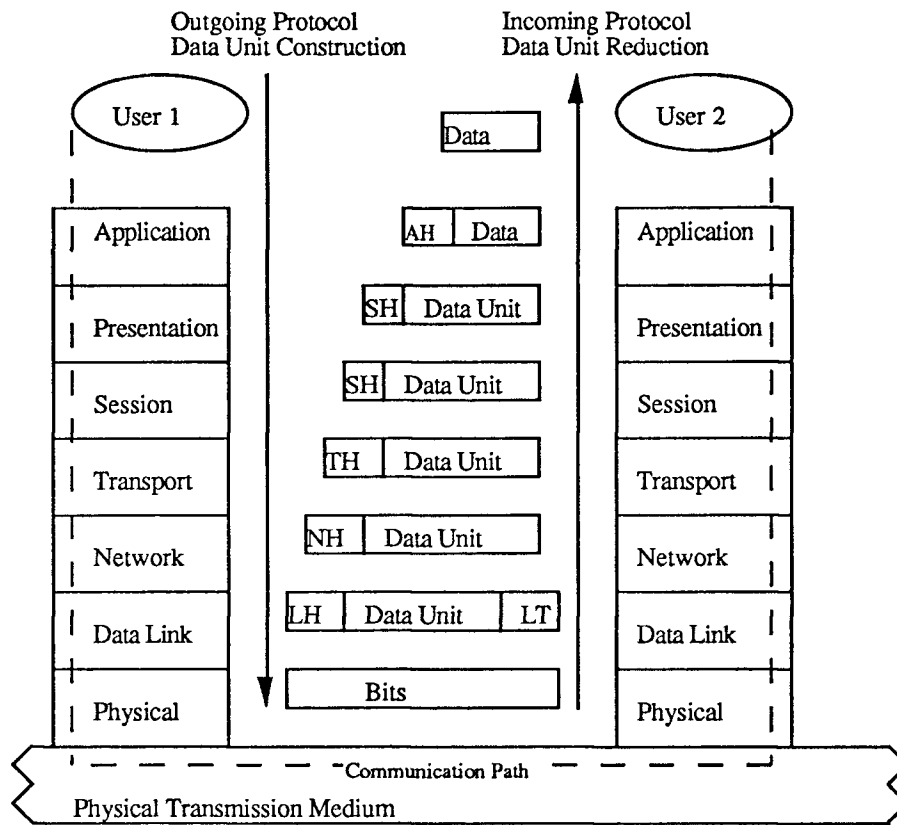 Outgoing Protocol
Data Unit Construction
Incoming Protocol
Data Unit Reduction
User 1
Data
User 2
Application
AH
Data
Application
Presentation
SH
Data Unit
Presentation
Session
SH
Data Unit
Session
Transport
TH
Data Unit
Transport
Network
NH
Data Unit
Network
Data Link
LH
Data Unit
LT
Data Link
Physical
Bits
Physical
Communication Path
Physical Transmission Medium